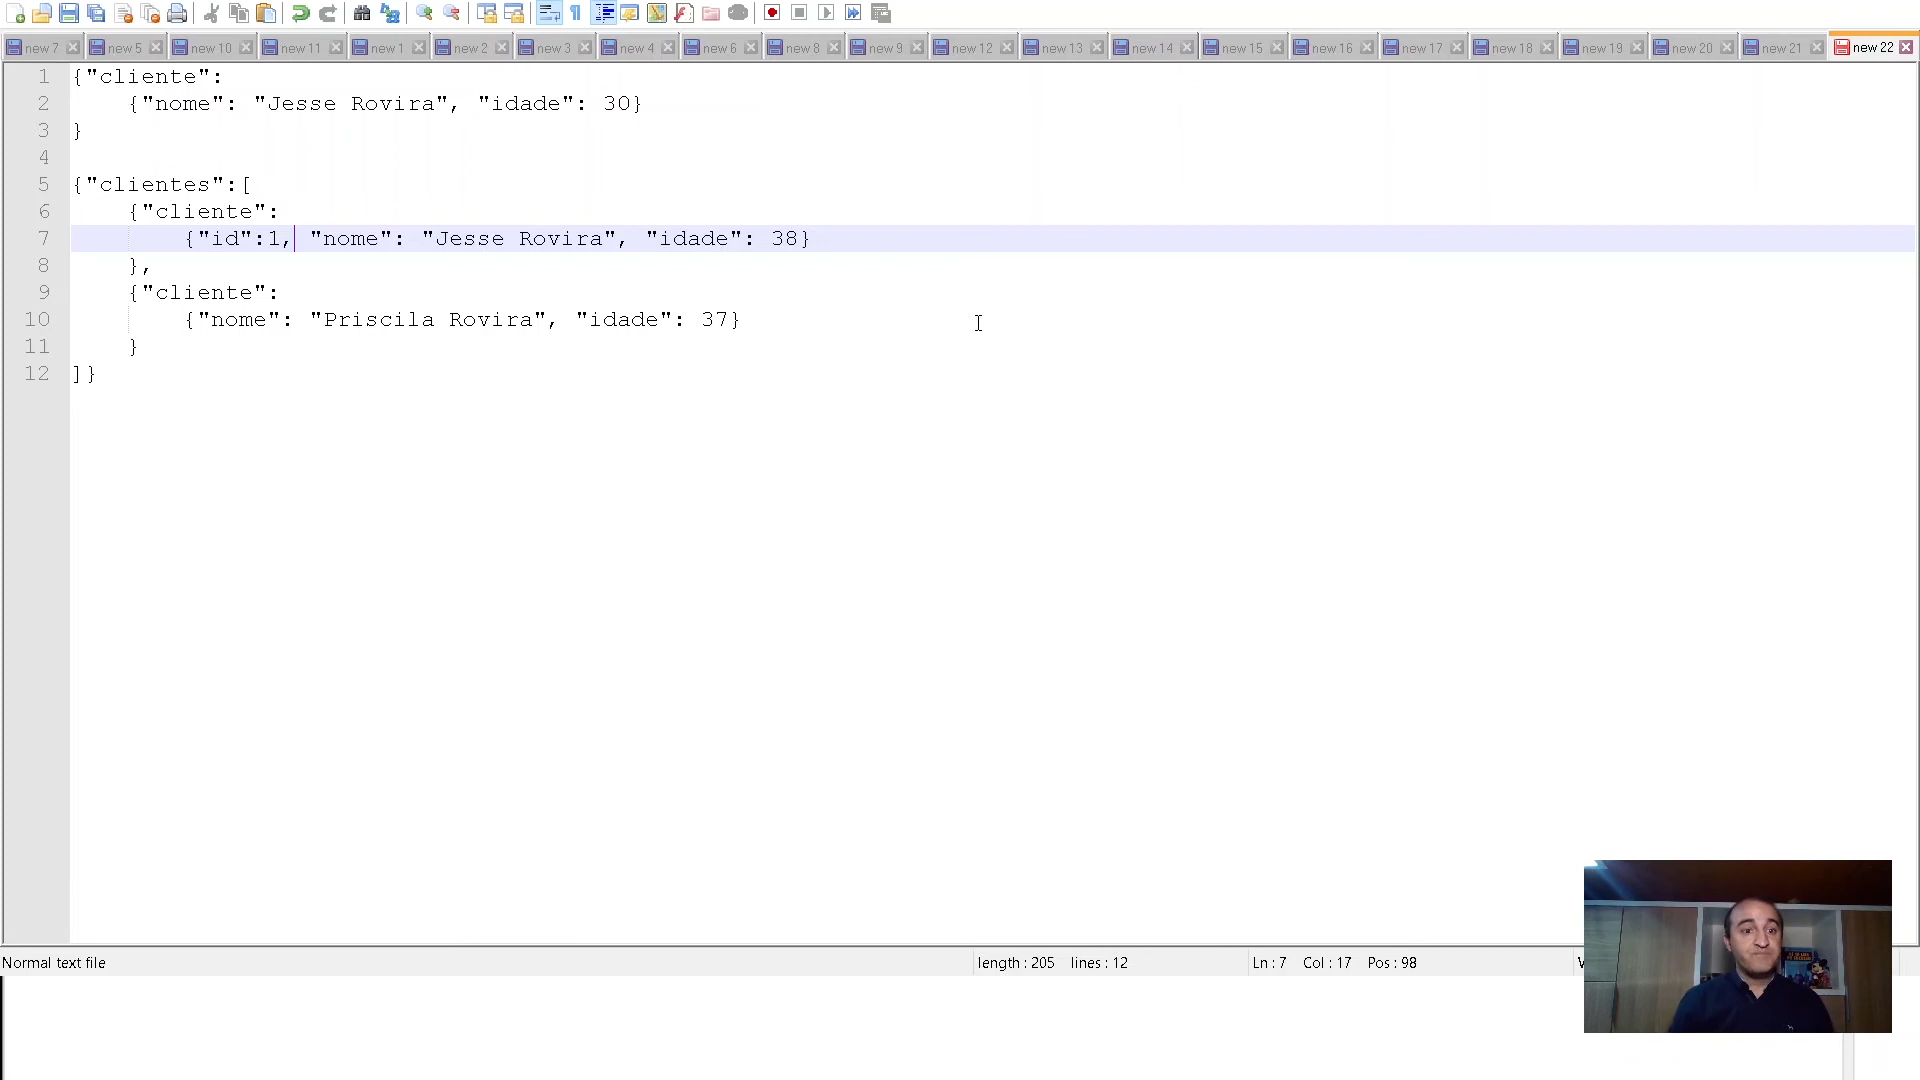 new 7 new 5 new 10 new 11 new 1 new 2 new 3 new 4 new 6 new 8 new 9 new 12 new 13 new 14 new 15 new 16 new 17 new 18 new 19 new 20 new 21 new 22
1 {"cliente":
2 {"nome": "Jesse Rovira", "idade": 30}
3 }
4
5 {"clientes":[
6 {"cliente":
7 {"id":1, "nome": "Jesse Rovira", "idade": 38}
8 },
9 {"cliente":
10 {"nome": "Priscila Rovira", "idade": 37}
11 }
12 ]}
Normal text file length : 205 lines : 12 Ln : 7 Col : 17 Pos : 98